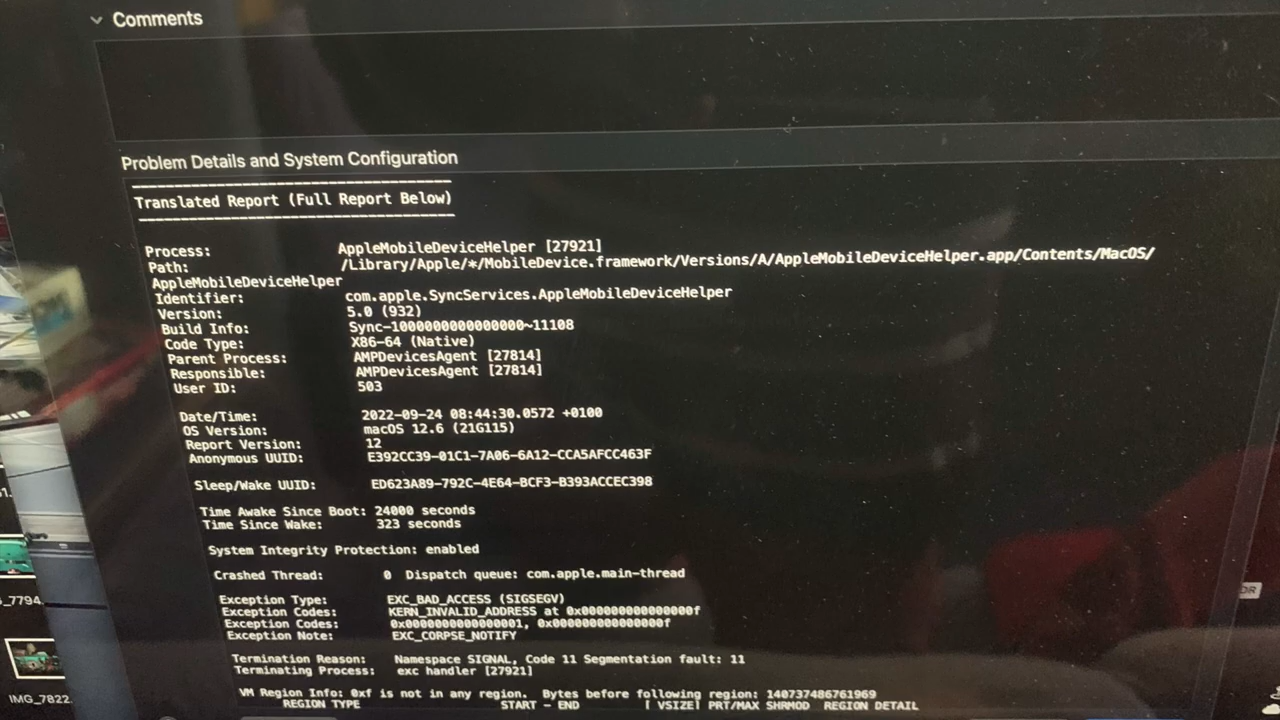 Comments
Problem Details and System Configuration
Translated Report (Full Report Below)
Process: AppleMobileDeviceHelper [27921]
Path: /Library/Apple/*/MobileDevice.framework/Versions/A/AppleMobileDeviceHelper.app/Contents/MacOS/
AppleMobileDeviceHelper
Identifier: com.apple.SyncServices.AppleMobileDeviceHelper
Version: 5.0 (932)
Build Info: Sync-1000000000000000~11108
Code Type: X86-64 (Native)
Parent Process: AMPDevicesAgent [27814]
Responsible: AMPDevicesAgent [27814]
User ID: 503
Date/Time: 2022-09-24 08:44:30.0572 +0100
OS Version: macOS 12.6 (21G115)
Report Version: 12
Anonymous UUID: E392CC39-01C1-7A06-6A12-CCA5AFCC463F
Sleep/Wake UUID: ED623A89-792C-4E64-BCF3-B393ACCEC398
Time Awake Since Boot: 24000 seconds
Time Since Wake: 323 seconds
System Integrity Protection: enabled
Crashed Thread: 0 Dispatch queue: com.apple.main-thread
Exception Type: EXC_BAD_ACCESS (SIGSEGV)
Exception Codes: KERN_INVALID_ADDRESS at 0x000000000000000f
Exception Codes: 0x0000000000000001, 0x000000000000000f
Exception Note: EXC_CORPSE_NOTIFY
Termination Reason: Namespace SIGNAL, Code 11 Segmentation fault: 11
Terminating Process: exc handler [27921]
VM Region Info: 0xf is not in any region. Bytes before following region: 140737486761969
REGION TYPE START - END [ VSIZE] PRT/MAX SHRMOD REGION DETAIL
_7794
IMG_7822